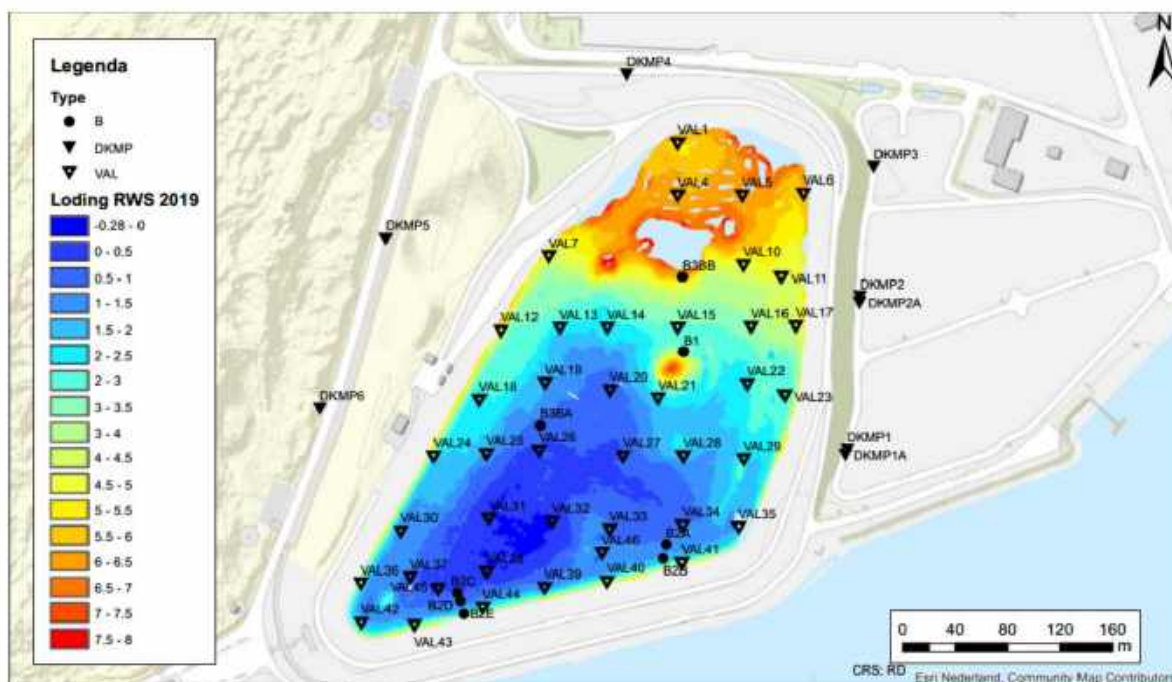 Legenda
Type
B
DKMP
VAL
Loding RWS 2019
-0.28 - 0
0 - 0.5
0.5 - 1
1 - 1.5
1.5 - 2
2 - 2.5
2 - 3
3 - 3.5
3 - 4
4 - 4.5
4.5 - 5
5 - 5.5
5.5 - 6
6 - 6.5
6.5 - 7
7 - 7.5
7.5 - 8
N
DKMP4
VAL1
DKMP3
VAL4 VAL5 VAL6
DKMP5
VAL7 VAL10
B3BB VAL11
DKMP2
DKMP2A
VAL12 VAL13 VAL14 VAL15 VAL16 VAL17
B1
VAL18 VAL19 VAL20 VAL21 VAL22 VAL23
DKMP6
B3BA
VAL24 VAL25 VAL26 VAL27 VAL28 VAL29
DKMP1
DKMP1A
VAL30 VAL31 VAL32 VAL33 VAL34 VAL35
B2A
VAL46
B2B VAL41
VAL36 VAL37 VAL39 VAL40
VAL45 B2C
B2D VAL44
B2E
VAL42
VAL43
0 40 80 120 160
m
CRS: RD
Esri Nederland, Community Map Contributors